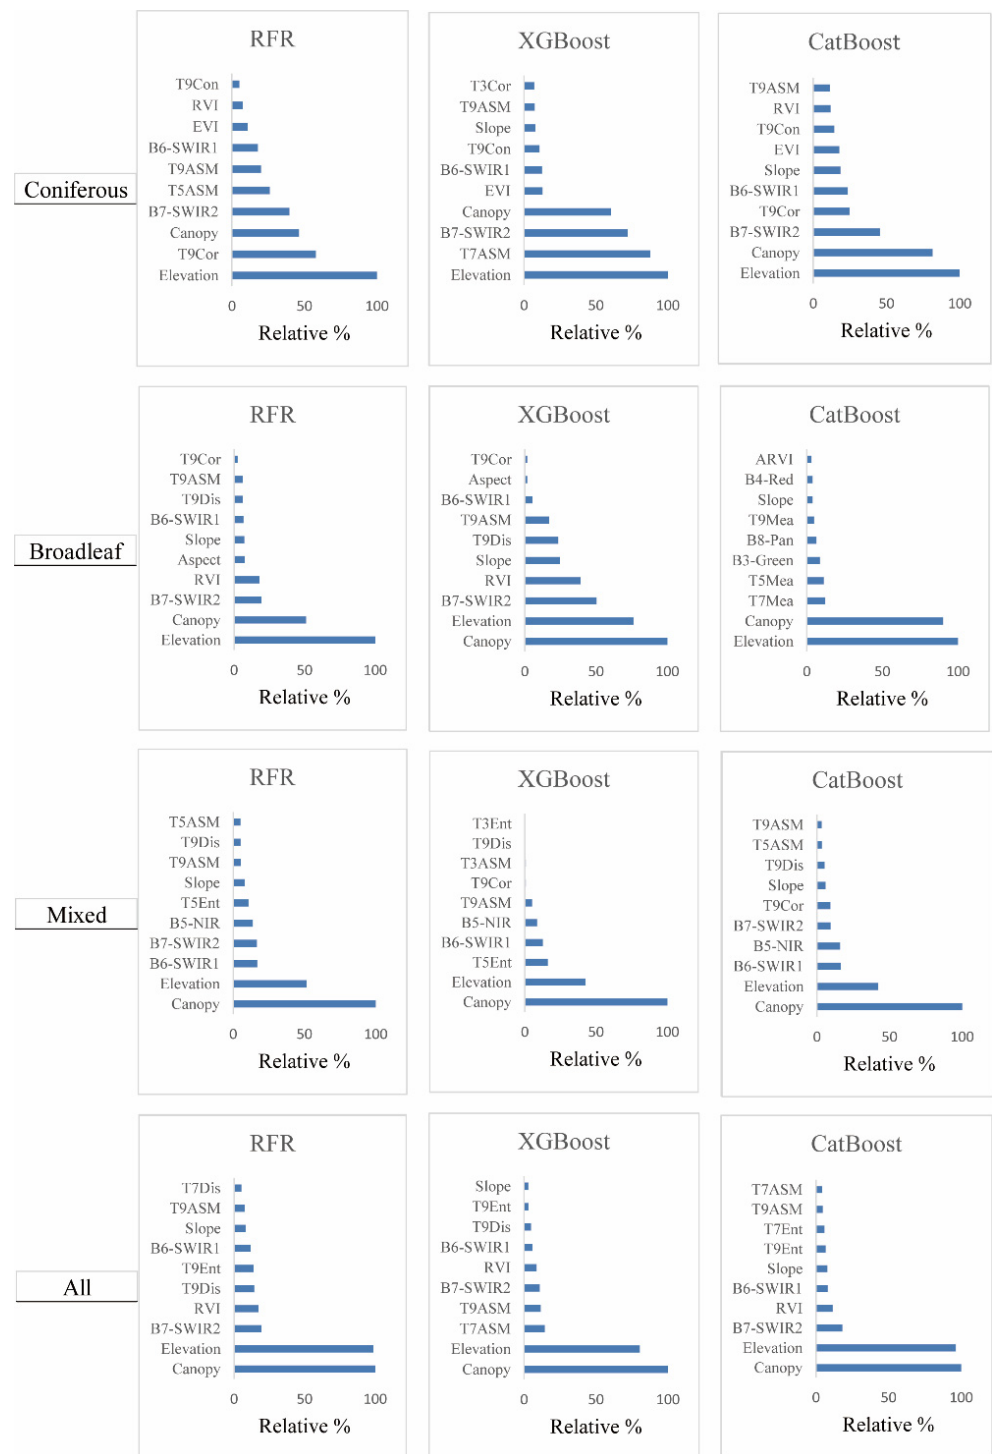 RFR
T9Con
RVI
EVI
B6-SWIR1
T9ASM
T5ASM
B7-SWIR2
Canopy
T9Cor
Elevation
0 50 100
Relative %
XGBoost
T3Cor
T9ASM
Slope
T9Con
B6-SWIR1
EVI
Canopy
B7-SWIR2
T7ASM
Elevation
0 50 100
Relative %
CatBoost
T9ASM
RVI
T9Con
EVI
Slope
B6-SWIR1
T9Cor
B7-SWIR2
Canopy
Elevation
0 50 100
Relative %
Coniferous
RFR
T9Cor
T9ASM
T9Dis
B6-SWIR1
Slope
Aspect
RVI
B7-SWIR2
Canopy
Elevation
0 50 100
Relative %
XGBoost
T9Cor
Aspect
B6-SWIR1
T9ASM
T9Dis
Slope
RVI
B7-SWIR2
Elevation
Canopy
0 50 100
Relative %
CatBoost
ARVI
B4-Red
Slope
T9Mea
B8-Pan
B3-Green
T5Mea
T7Mea
Canopy
Elevation
0 50 100
Relative %
Broadleaf
RFR
T5ASM
T9Dis
T9ASM
Slope
T5Ent
B5-NIR
B7-SWIR2
B6-SWIR1
Elevation
Canopy
0 50 100
Relative %
XGBoost
T3Ent
T9Dis
T3ASM
T9Cor
T9ASM
B5-NIR
B6-SWIR1
T5Ent
Elevation
Canopy
0 50 100
Relative %
CatBoost
T9ASM
T5ASM
T9Dis
Slope
T9Cor
B7-SWIR2
B5-NIR
B6-SWIR1
Elevation
Canopy
0 50 100
Relative %
Mixed
RFR
T7Dis
T9ASM
Slope
B6-SWIR1
T9Ent
T9Dis
RVI
B7-SWIR2
Elevation
Canopy
0 50 100
Relative %
XGBoost
Slope
T9Ent
T9Dis
B6-SWIR1
RVI
B7-SWIR2
T9ASM
T7ASM
Elevation
Canopy
0 50 100
Relative %
CatBoost
T7ASM
T9ASM
T7Ent
T9Ent
Slope
B6-SWIR1
RVI
B7-SWIR2
Elevation
Canopy
0 50 100
Relative %
All